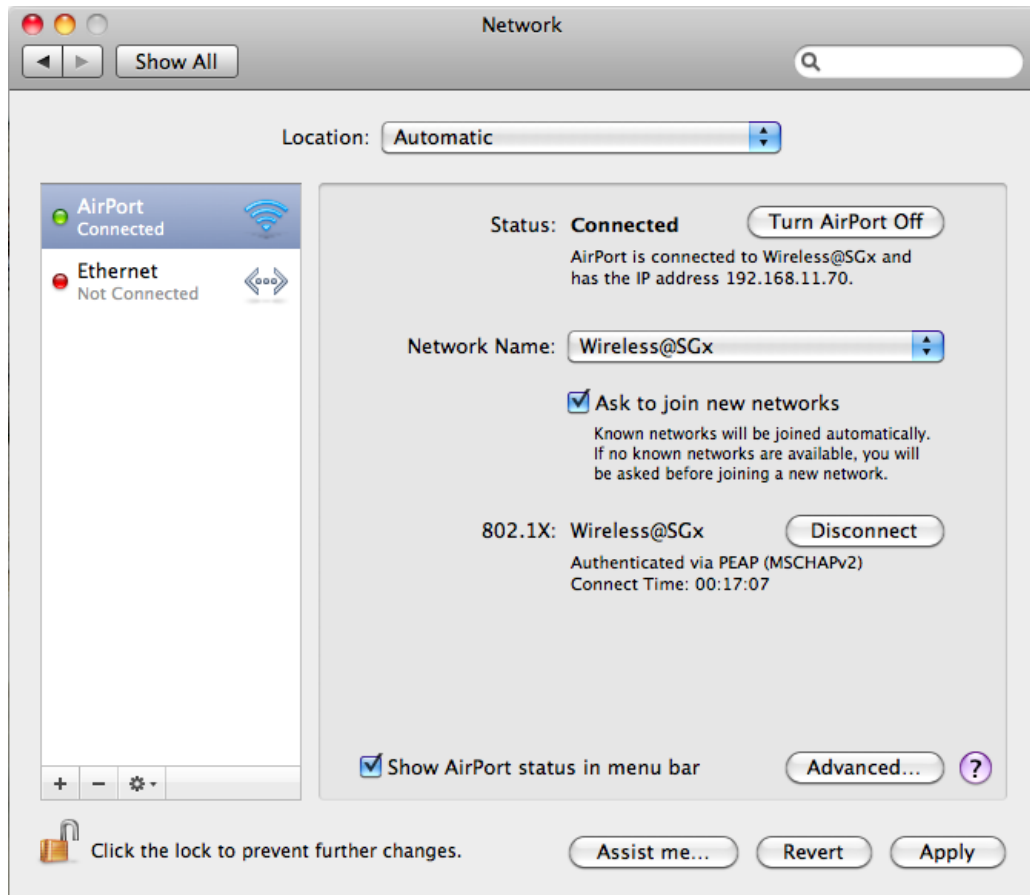 Network
Show All
Location: Automatic
AirPort
Connected
Ethernet
Not Connected
Status: Connected Turn AirPort Off
AirPort is connected to Wireless@SGx and
has the IP address 192.168.11.70.
Network Name: Wireless@SGx
Ask to join new networks
Known networks will be joined automatically.
If no known networks are available, you will
be asked before joining a new network.
802.1X: Wireless@SGx Disconnect
Authenticated via PEAP (MSCHAPv2)
Connect Time: 00:17:07
Show AirPort status in menu bar Advanced... ?
Click the lock to prevent further changes. Assist me... Revert Apply